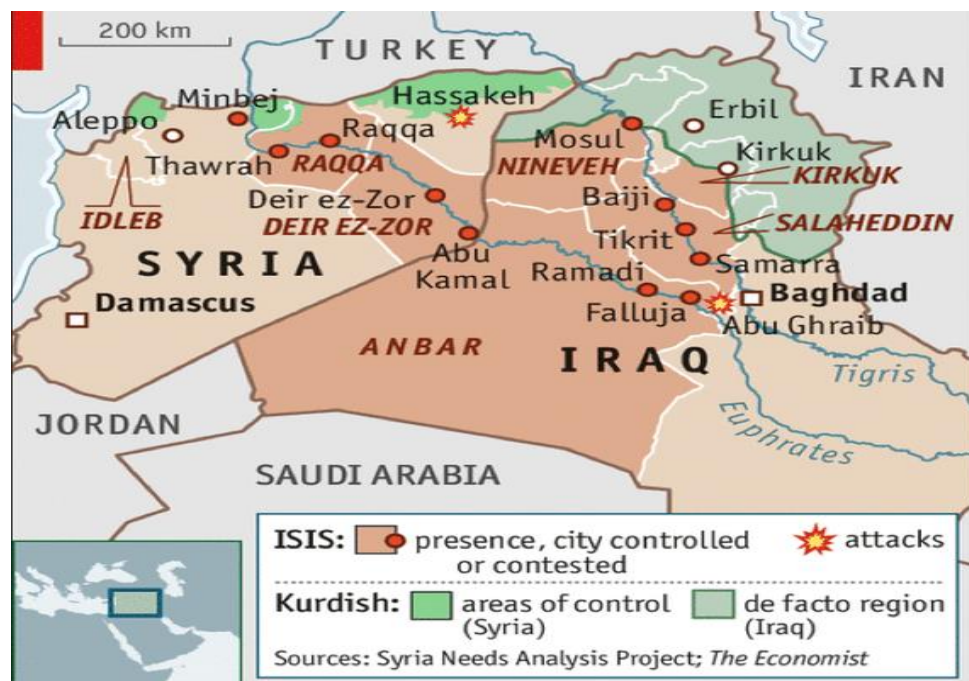 200 km
TURKEY
IRAN
Minbej
Hassakeh
Aleppo
Raqqa
Erbil
Thawrah
RAQQA
Mosul
NINEVEH
Kirkuk
KIRKUK
Deir ez-Zor
Baiji
IDLEB
DEIR EZ-ZOR
SALAHEDDIN
Tikrit
SYRIA
Abu
Kamal
Samarra
Ramadi
Damascus
Baghdad
Falluja
Abu Ghraib
ANBAR
IRAQ
Tigris
JORDAN
Euphrates
SAUDI ARABIA
ISIS: presence, city controlled
or contested
attacks
Kurdish: areas of control
(Syria)
de facto region
(Iraq)
Sources: Syria Needs Analysis Project; The Economist